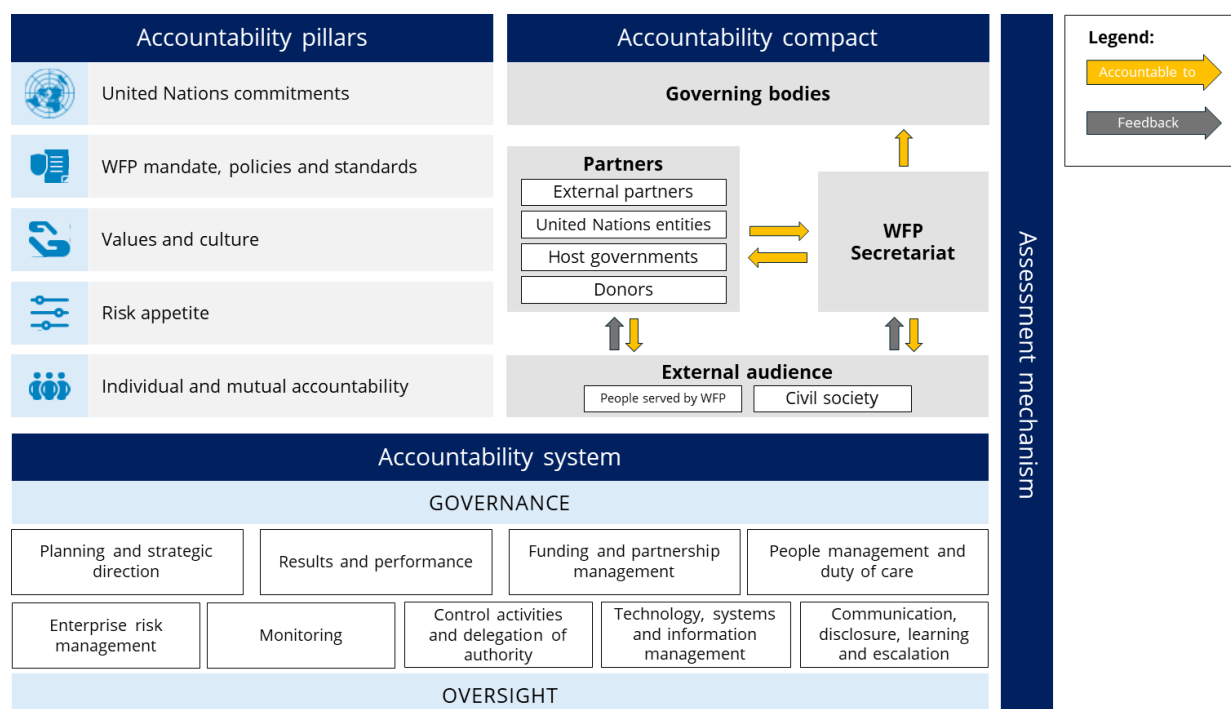 Accountability pillars
United Nations commitments
WFP mandate, policies and standards
Values and culture
Risk appetite
Individual and mutual accountability
Accountability compact
Governing bodies
Partners
External partners
United Nations entities
Host governments
Donors
WFP
Secretariat
External audience
People served by WFP
Civil society
Accountability system
GOVERNANCE
Planning and strategic
direction
Results and performance
Funding and partnership
management
People management and
duty of care
Enterprise risk
management
Monitoring
Control activities
and delegation of
authority
Technology, systems
and information
management
Communication,
disclosure, learning
and escalation
OVERSIGHT
Assessment mechanism
Legend:
Accountable to
Feedback